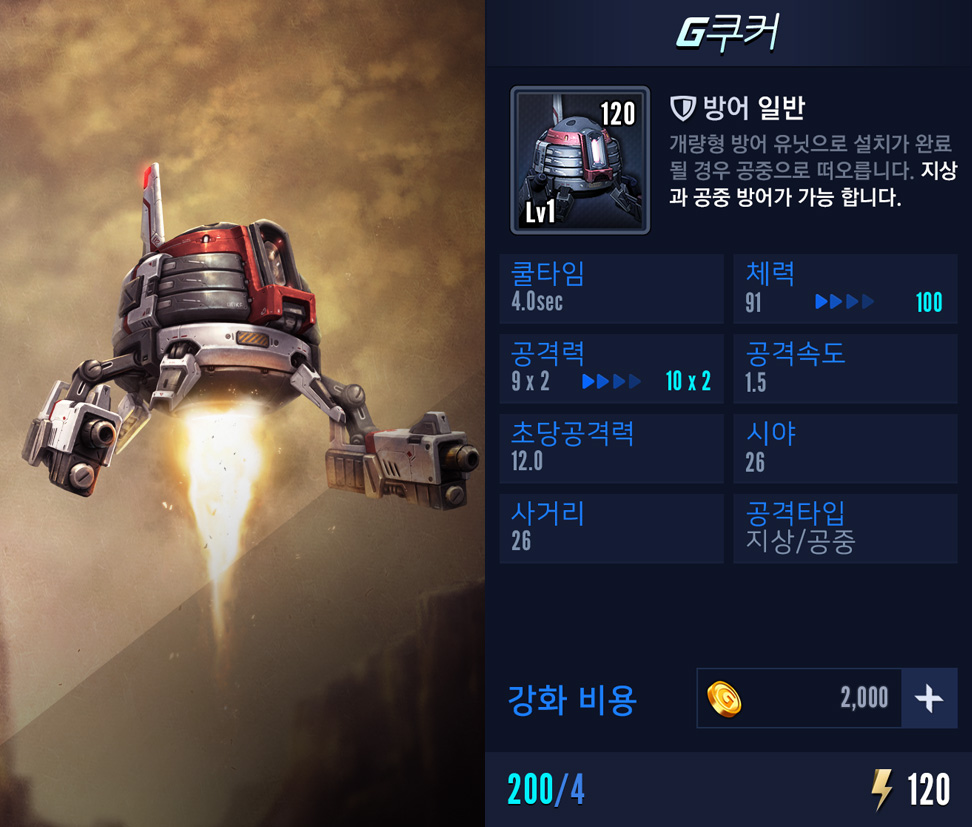 G쿠커
120
Lv1
방어 일반
개량형 방어 유닛으로 설치가 완료
될 경우 공중으로 떠오릅니다. 지상
과 공중 방어가 가능 합니다.
쿨타임
4.0sec
체력
91 100
공격력
9 x 2 10 x 2
공격속도
1.5
초당공격력
12.0
시야
26
사거리
26
공격타입
지상/공중
강화 비용
2,000
200/4
120